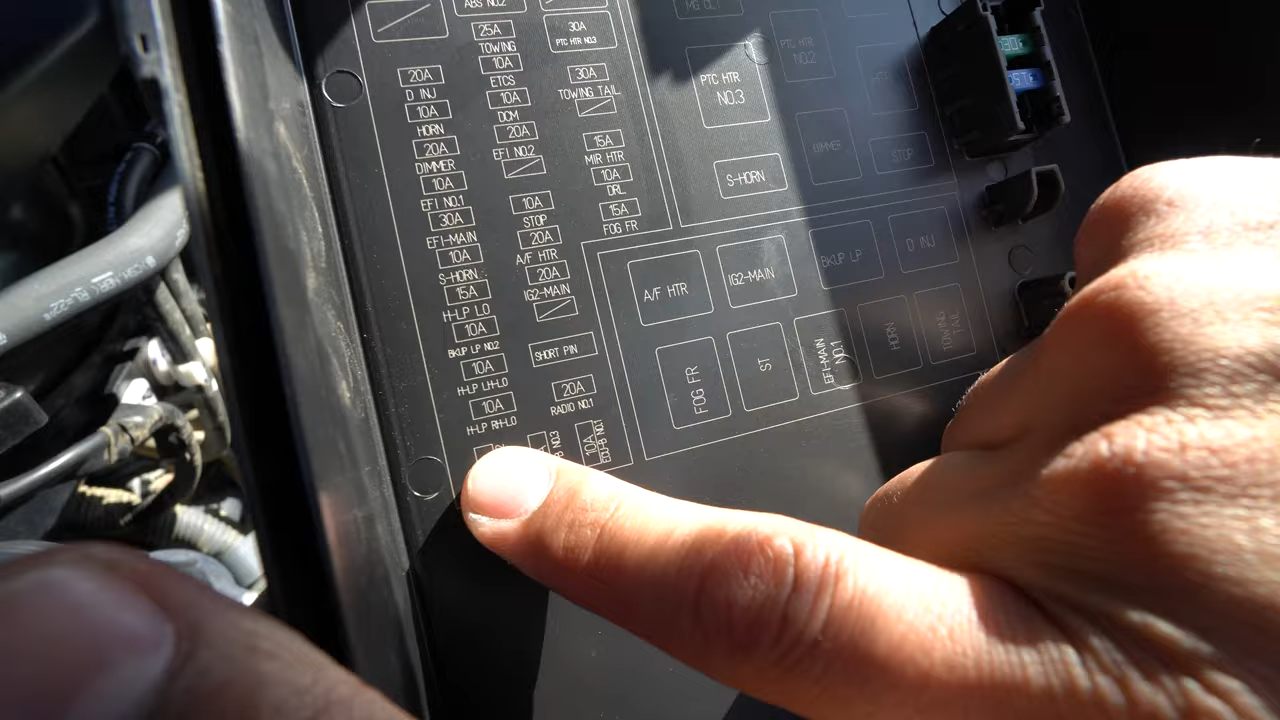 ABS NO.2
25A
TOWING
10A
ETCS
10A
DCM
20A
EFI NO.2
10A
STOP
20A
A/F HTR
20A
IG2-MAIN
SHORT PIN
20A
RADIO NO.1
10A
ECU-B NO.1
20A
D INJ
10A
HORN
20A
DIMMER
10A
EFI NO.1
30A
EFI-MAIN
10A
S-HORN
15A
H-LP LO
10A
BKUP LP NO.2
10A
H-LP LH-LO
10A
H-LP RH-LO
30A
PTC HTR NO.3
30A
TOWING TAIL
15A
MIR HTR
10A
DRL
15A
FOG FR
PTC HTR
NO.3
PTC HTR
NO.2
S-HORN
DIMMER
STOP
A/F HTR
IG2-MAIN
BKUP LP
D INJ
FOG FR
ST
EFI-MAIN
NO.1
HORN
TOWING
TAIL